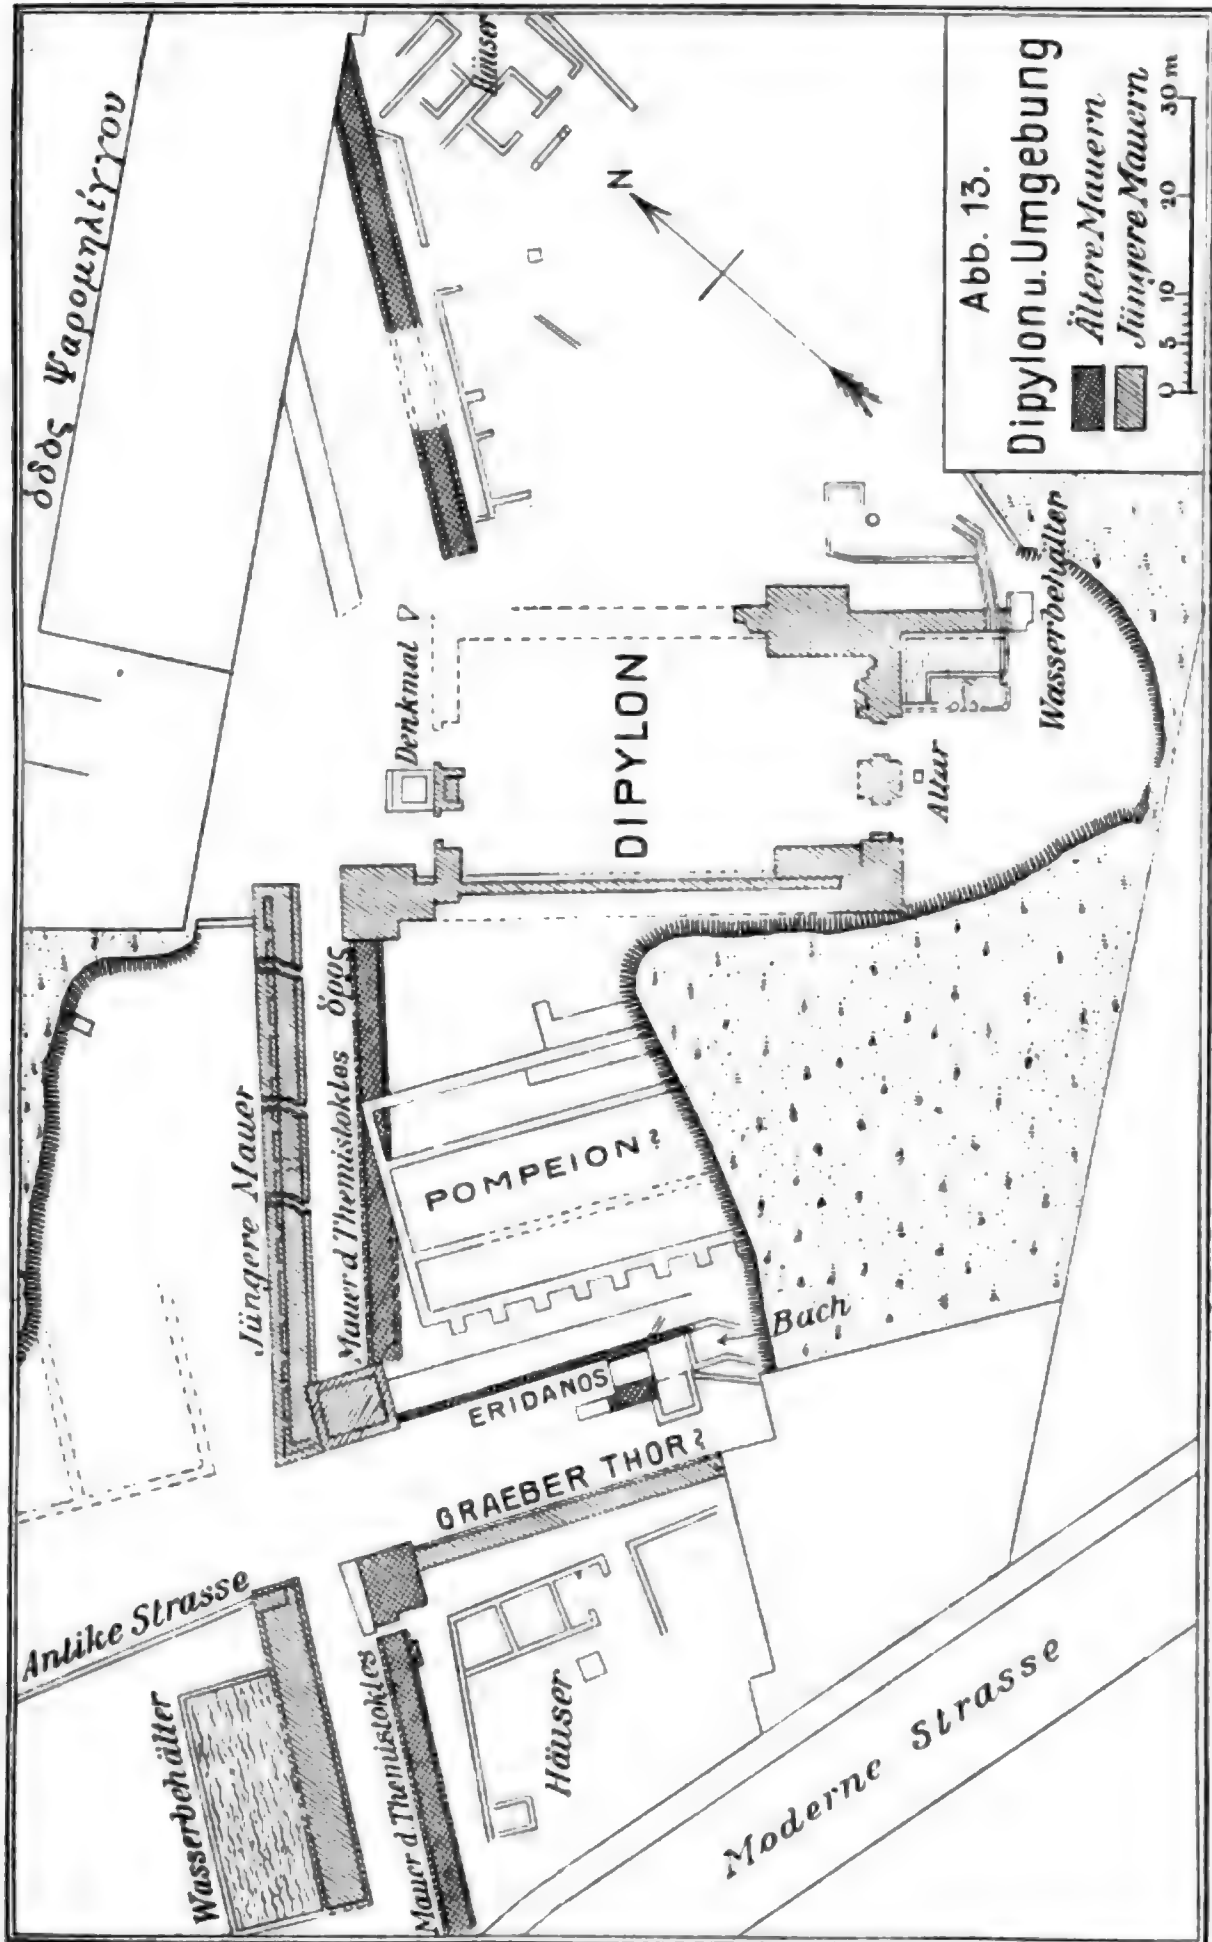 Abb. 13.
Dipylon u. Umgebung
Ältere Mauern
Jüngere Mauern
0 5 10 20 30 m
N
ὁδὸς Ψαρομηλίγγου
Häuser
Denkmal
DIPYLON
Altar
Wasserbehälter
Jüngere Mauer
Mauer d Themistokles
ὅρος
POMPEION?
Bach
ERIDANOS
GRAEBER THOR?
Antike Strasse
Wasserbehälter
Mauer d. Themistokles
Häuser
Moderne Strasse